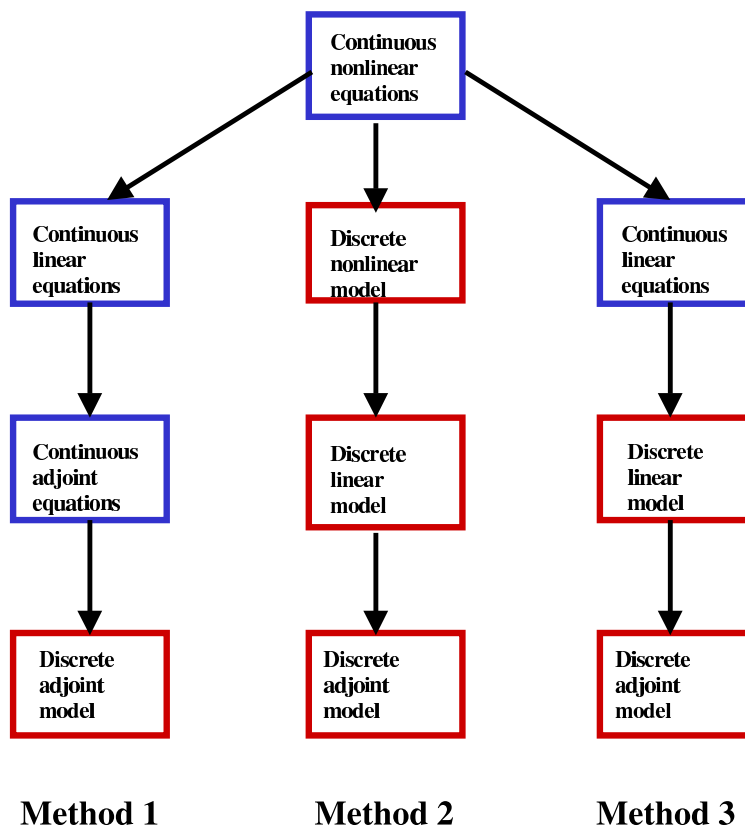 Continuous
nonlinear
equations
Continuous
linear
equations
Discrete
nonlinear
model
Continuous
linear
equations
Continuous
adjoint
equations
Discrete
linear
model
Discrete
linear
model
Discrete
adjoint
model
Discrete
adjoint model
Discrete
adjoint
model
Method 1
Method 2
Method 3